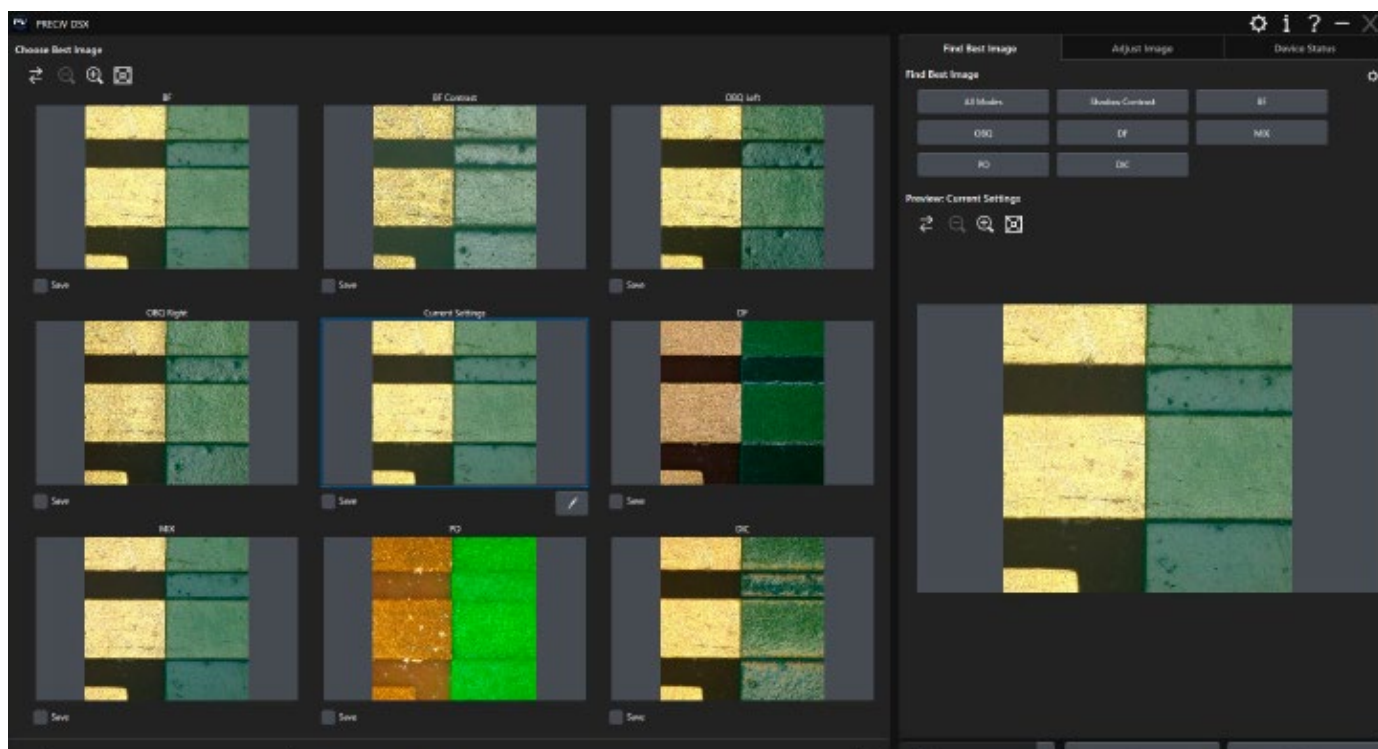 PRECiV DSX
Choose Best Image
BF
BF Contrast
OBQ Left
Save
Save
Save
OBQ Right
Current Settings
DF
Save
Save
Save
MIX
PO
DIC
Save
Save
Save
Find Best Image
Adjust Image
Device Status
Find Best Image
All Modes
Shadow Contrast
BF
OBQ
DF
MIX
PO
DIC
Preview: Current Settings